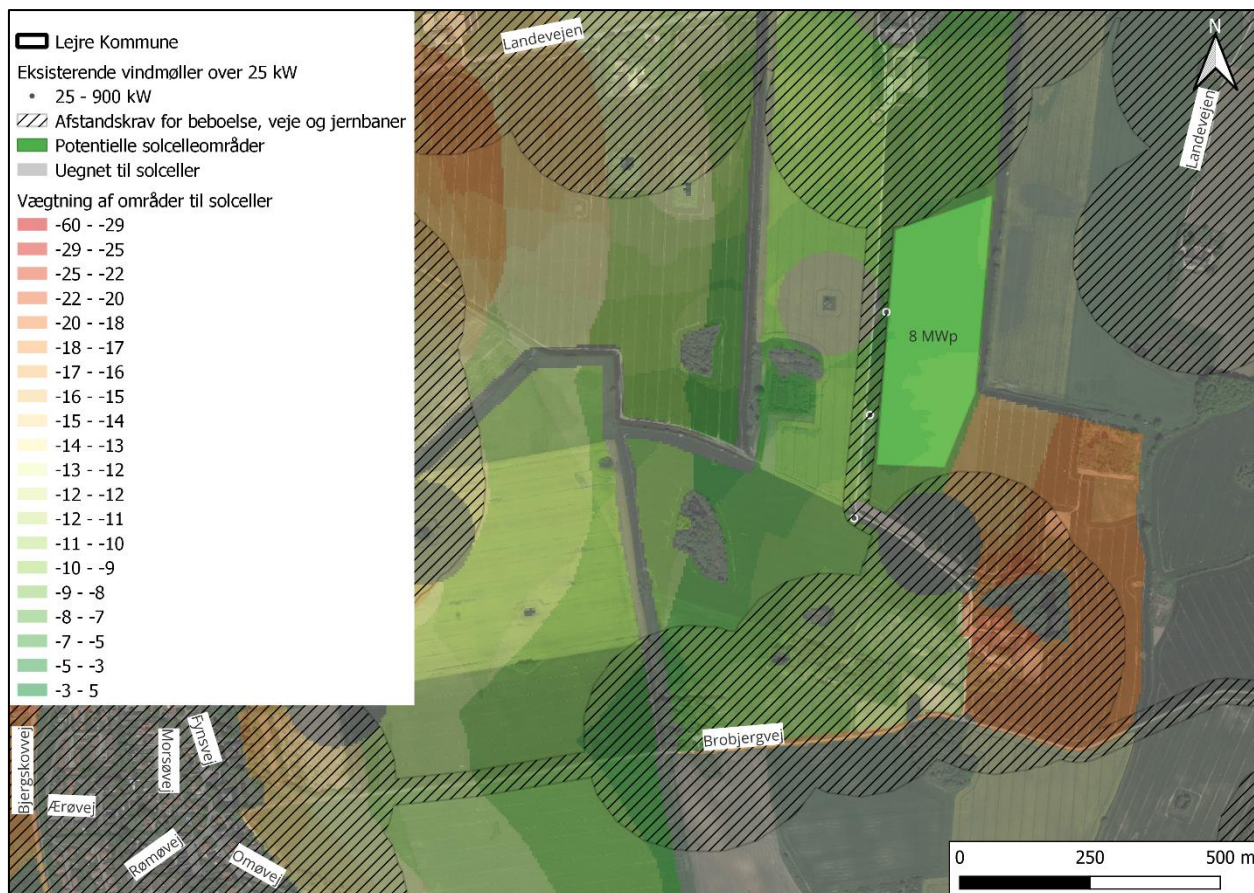 Lejre Kommune
Eksisterende vindmøller over 25 kW
25 - 900 kW
Afstandskrav for beboelse, veje og jernbaner
Potentielle solcelleområder
Uegnet til solceller
Vægtning af områder til solceller
-60 - -29
-29 - -25
-25 - -22
-22 - -20
-20 - -18
-18 - -17
-17 - -16
-16 - -15
-15 - -14
-14 - -13
-13 - -12
-12 - -12
-12 - -11
-11 - -10
-10 - -9
-9 - -8
-8 - -7
-7 - -5
-5 - -3
-3 - 5
Landevejen
N
Landevejen
8 MWp
Brobjergvej
Bjergskovvej
Fynsvej
Morsøvej
Ærøvej
Rømøvej
Omøvej
0 250 500 m